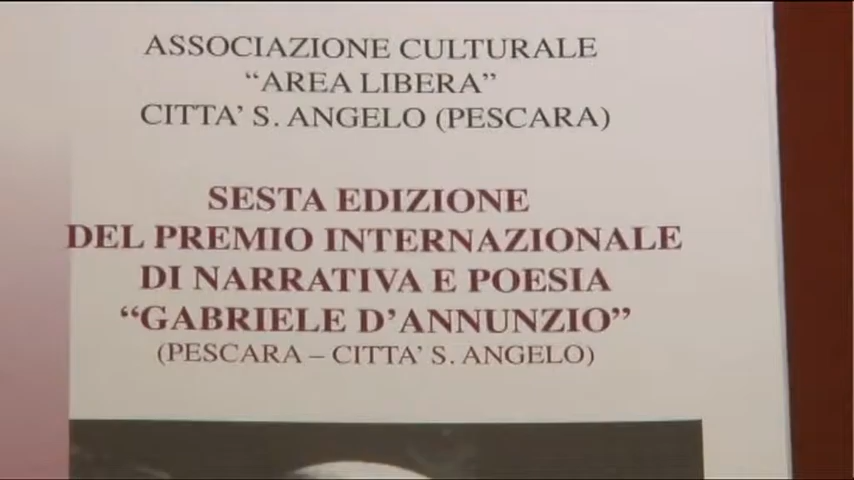 ASSOCIAZIONE CULTURALE
“AREA LIBERA”
CITTA’ S. ANGELO (PESCARA)
SESTA EDIZIONE
DEL PREMIO INTERNAZIONALE
DI NARRATIVA E POESIA
“GABRIELE D’ANNUNZIO”
(PESCARA – CITTA’ S. ANGELO)